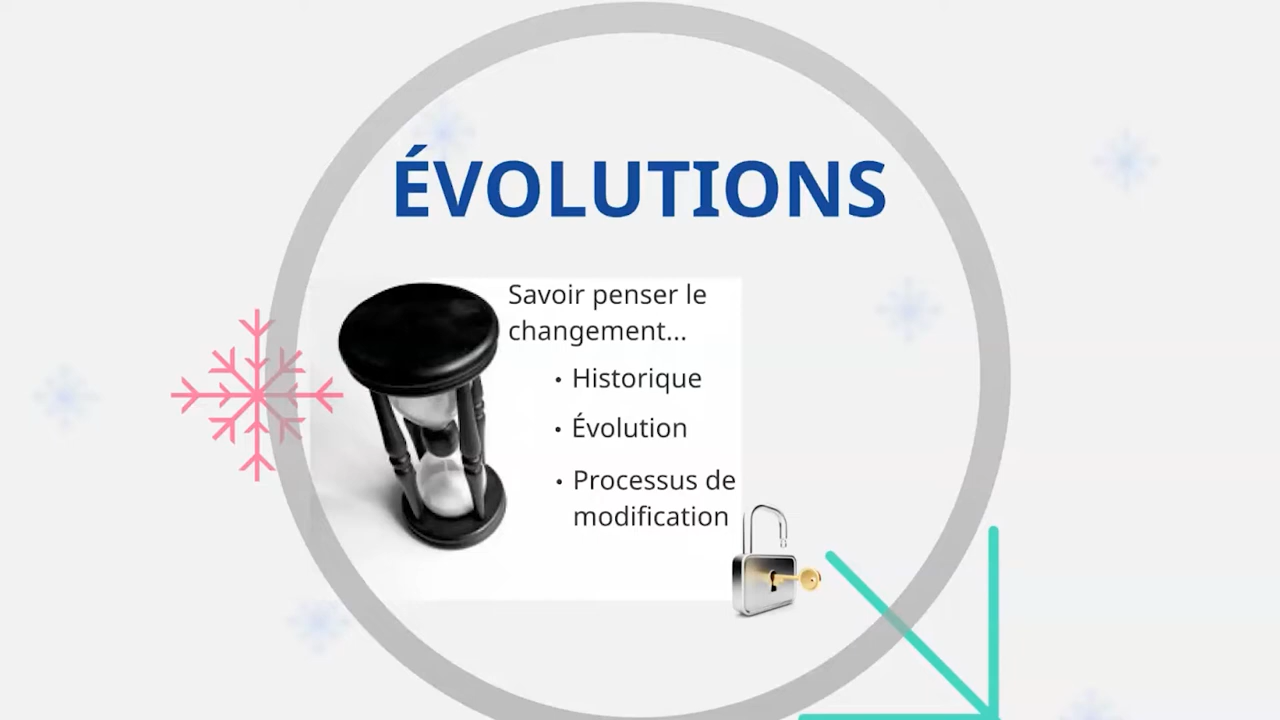 ÉVOLUTIONS
Savoir penser le
changement...
• Historique
• Évolution
• Processus de
modification